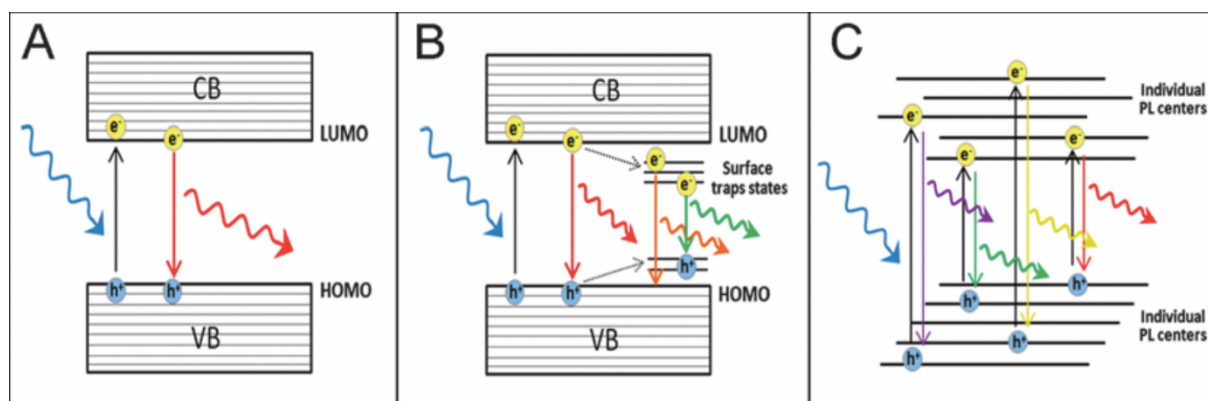 A
CB
e⁻
e⁻
LUMO
HOMO
h⁺
h⁺
VB
B
CB
e⁻
e⁻
LUMO
e⁻
Surface
traps states
e⁻
h⁺
HOMO
h⁺
h⁺
VB
C
e⁻
Individual
PL centers
e⁻
e⁻
e⁻
h⁺
h⁺
Individual
PL centers
h⁺
h⁺